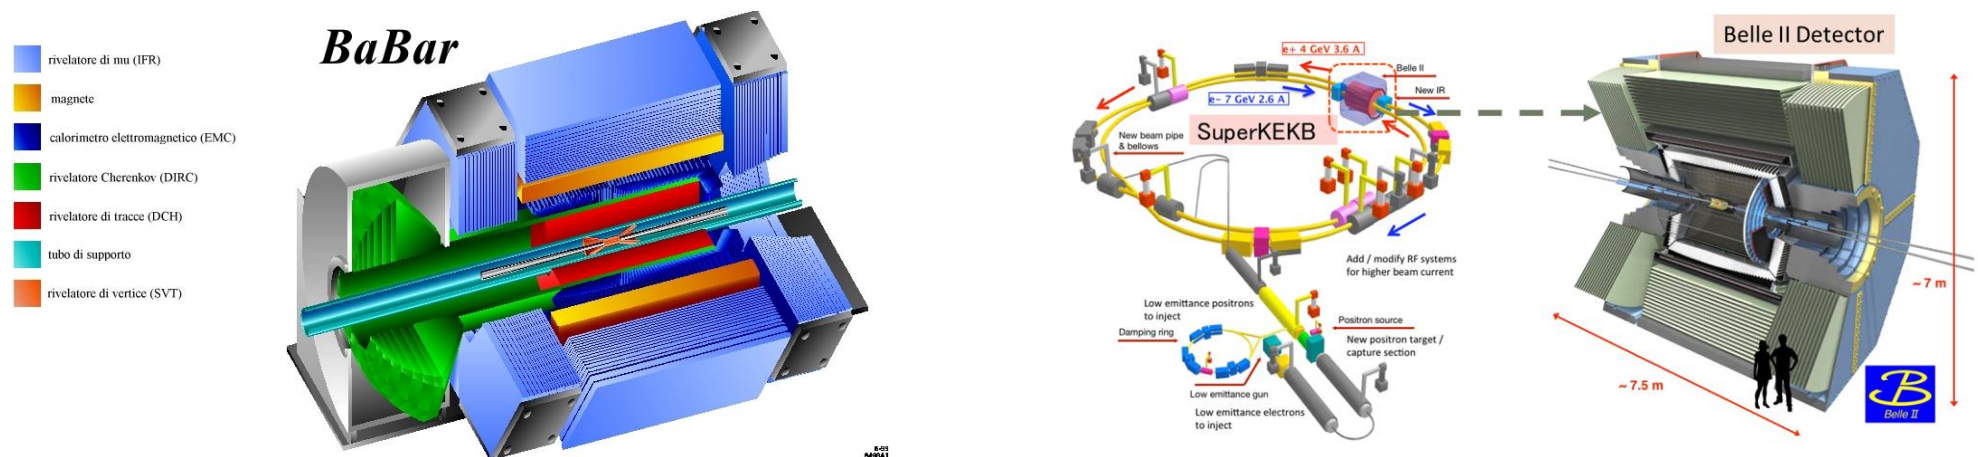 BaBar
rivelatore di mu (IFR)
magnete
calorimetro elettromagnetico (EMC)
rivelatore Cherenkov (DIRC)
rivelatore di tracce (DCH)
tubo di supporto
rivelatore di vertice (SVT)
e+ 4 GeV 3.6 A
Belle II
e− 7 GeV 2.6 A
New IR
SuperKEKB
New beam pipe
& bellows
Add / modify RF systems
for higher beam current
Low emittance positrons
to inject
Damping ring
Positron source
New positron target /
capture section
Low emittance gun
Low emittance electrons
to inject
Belle II Detector
~ 7 m
~ 7.5 m
B
Belle II